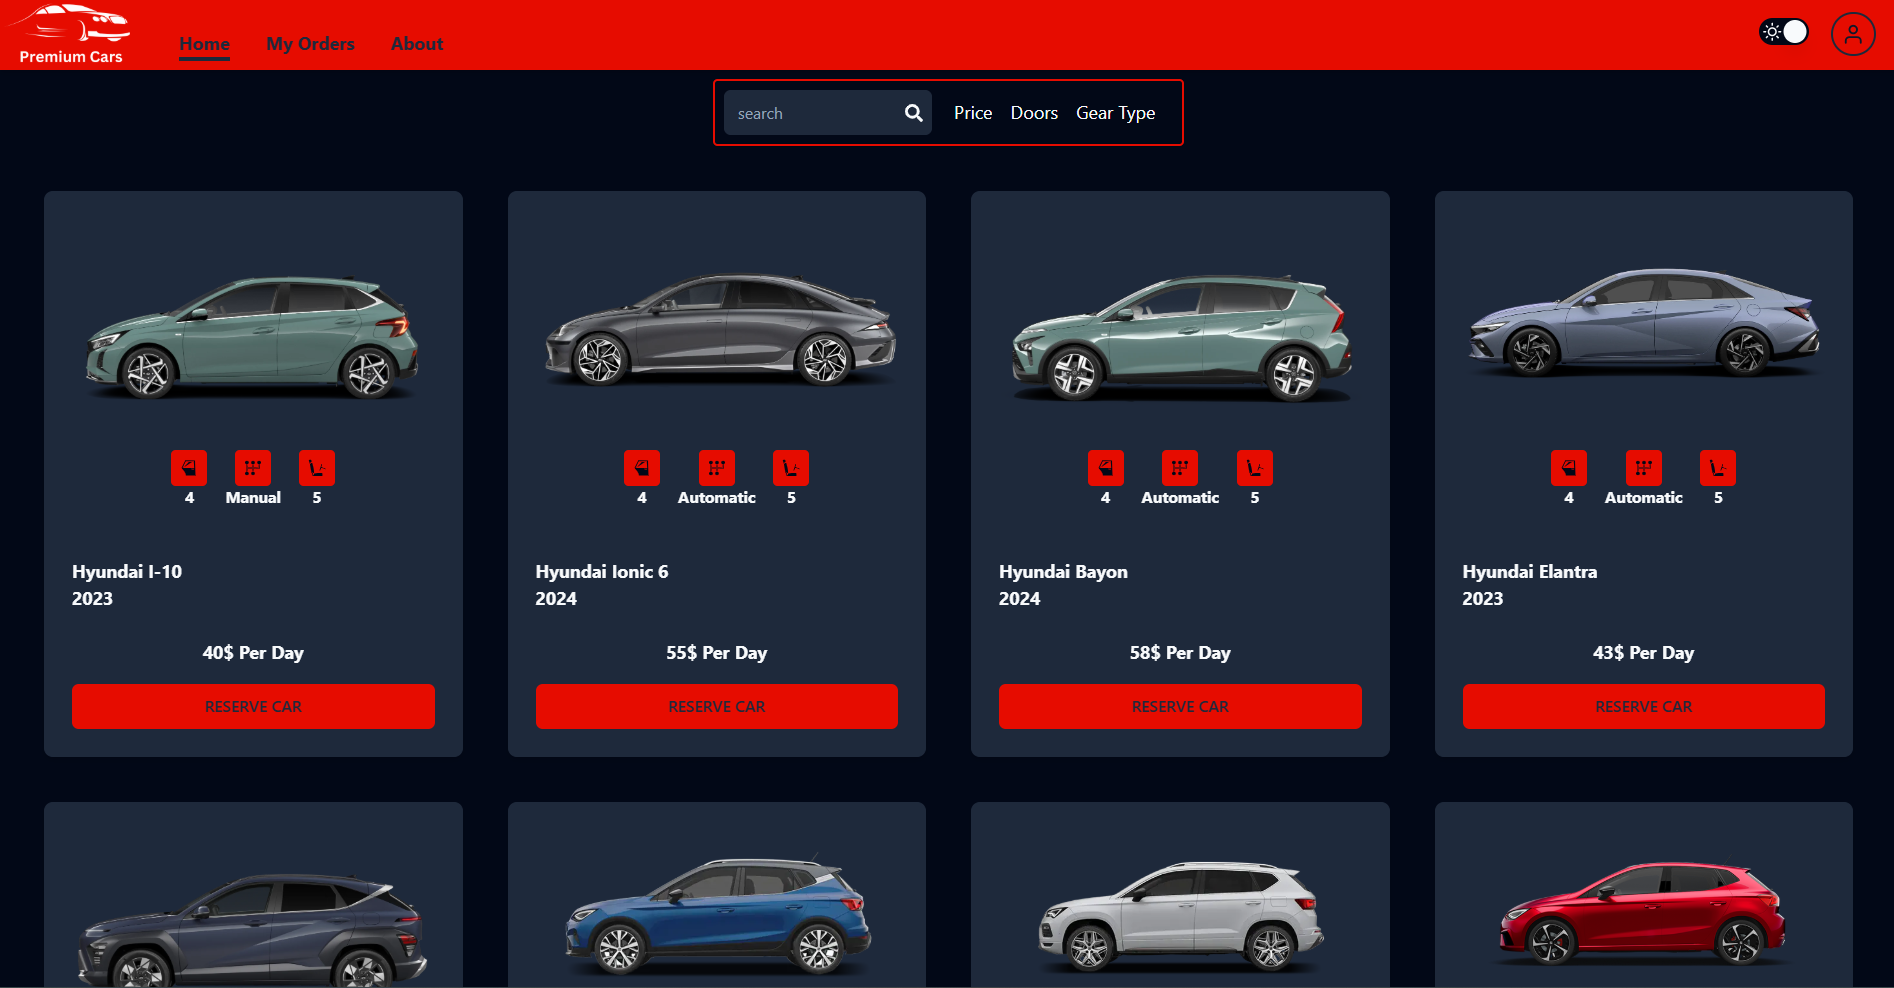 Premium Cars
Home My Orders About
search Price Doors Gear Type
4 Manual 5
Hyundai I-10
2023
40$ Per Day
RESERVE CAR
4 Automatic 5
Hyundai Ionic 6
2024
55$ Per Day
RESERVE CAR
4 Automatic 5
Hyundai Bayon
2024
58$ Per Day
RESERVE CAR
4 Automatic 5
Hyundai Elantra
2023
43$ Per Day
RESERVE CAR